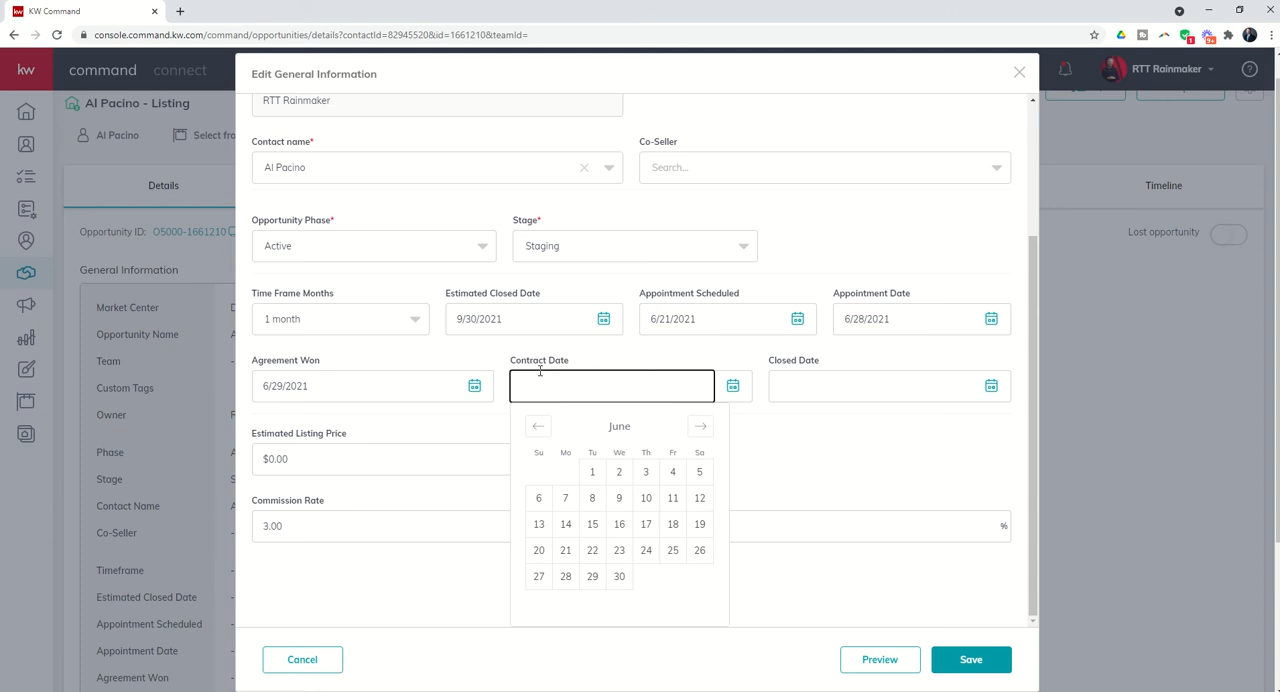 kw KW Command
console.command.kw.com/command/opportunities/details?contactId=82945520&id=1661210&teamId=
1
9+
kw command connect
RTT Rainmaker
Al Pacino - Listing
Al Pacino
Select fro
Details
Timeline
Opportunity ID: O5000-1661210
Lost opportunity
General Information
Market Center
Opportunity Name
Team
Custom Tags
Owner
Phase
Stage
Contact Name
Co-Seller
Timeframe
Estimated Closed Date
Appointment Scheduled
Appointment Date
Agreement Won
Edit General Information
RTT Rainmaker
Contact name* Co-Seller
Al Pacino Search...
Opportunity Phase* Stage*
Active Staging
Time Frame Months Estimated Closed Date Appointment Scheduled Appointment Date
1 month 9/30/2021 6/21/2021 6/28/2021
Agreement Won Contract Date Closed Date
6/29/2021
June
Su Mo Tu We Th Fr Sa
1 2 3 4 5
6 7 8 9 10 11 12
13 14 15 16 17 18 19
20 21 22 23 24 25 26
27 28 29 30
Estimated Listing Price
$0.00
Commission Rate
3.00 %
Cancel Preview Save